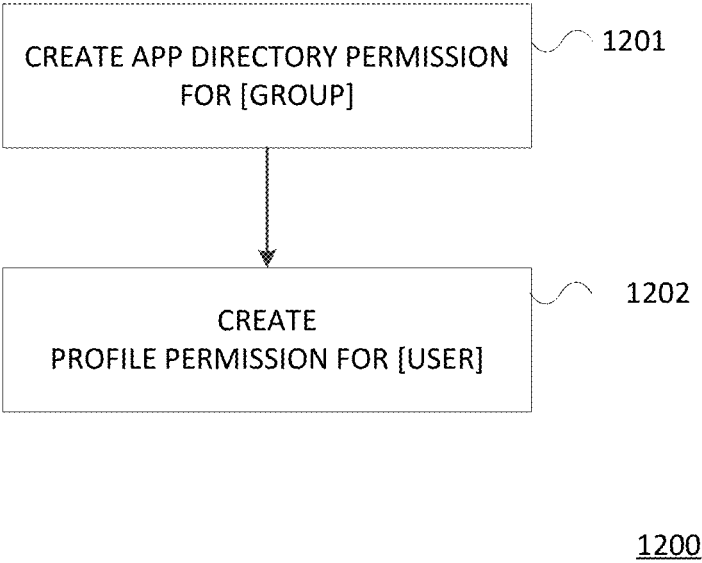 CREATE APP DIRECTORY PERMISSION
FOR [GROUP]
1201
CREATE
PROFILE PERMISSION FOR [USER]
1202
1200